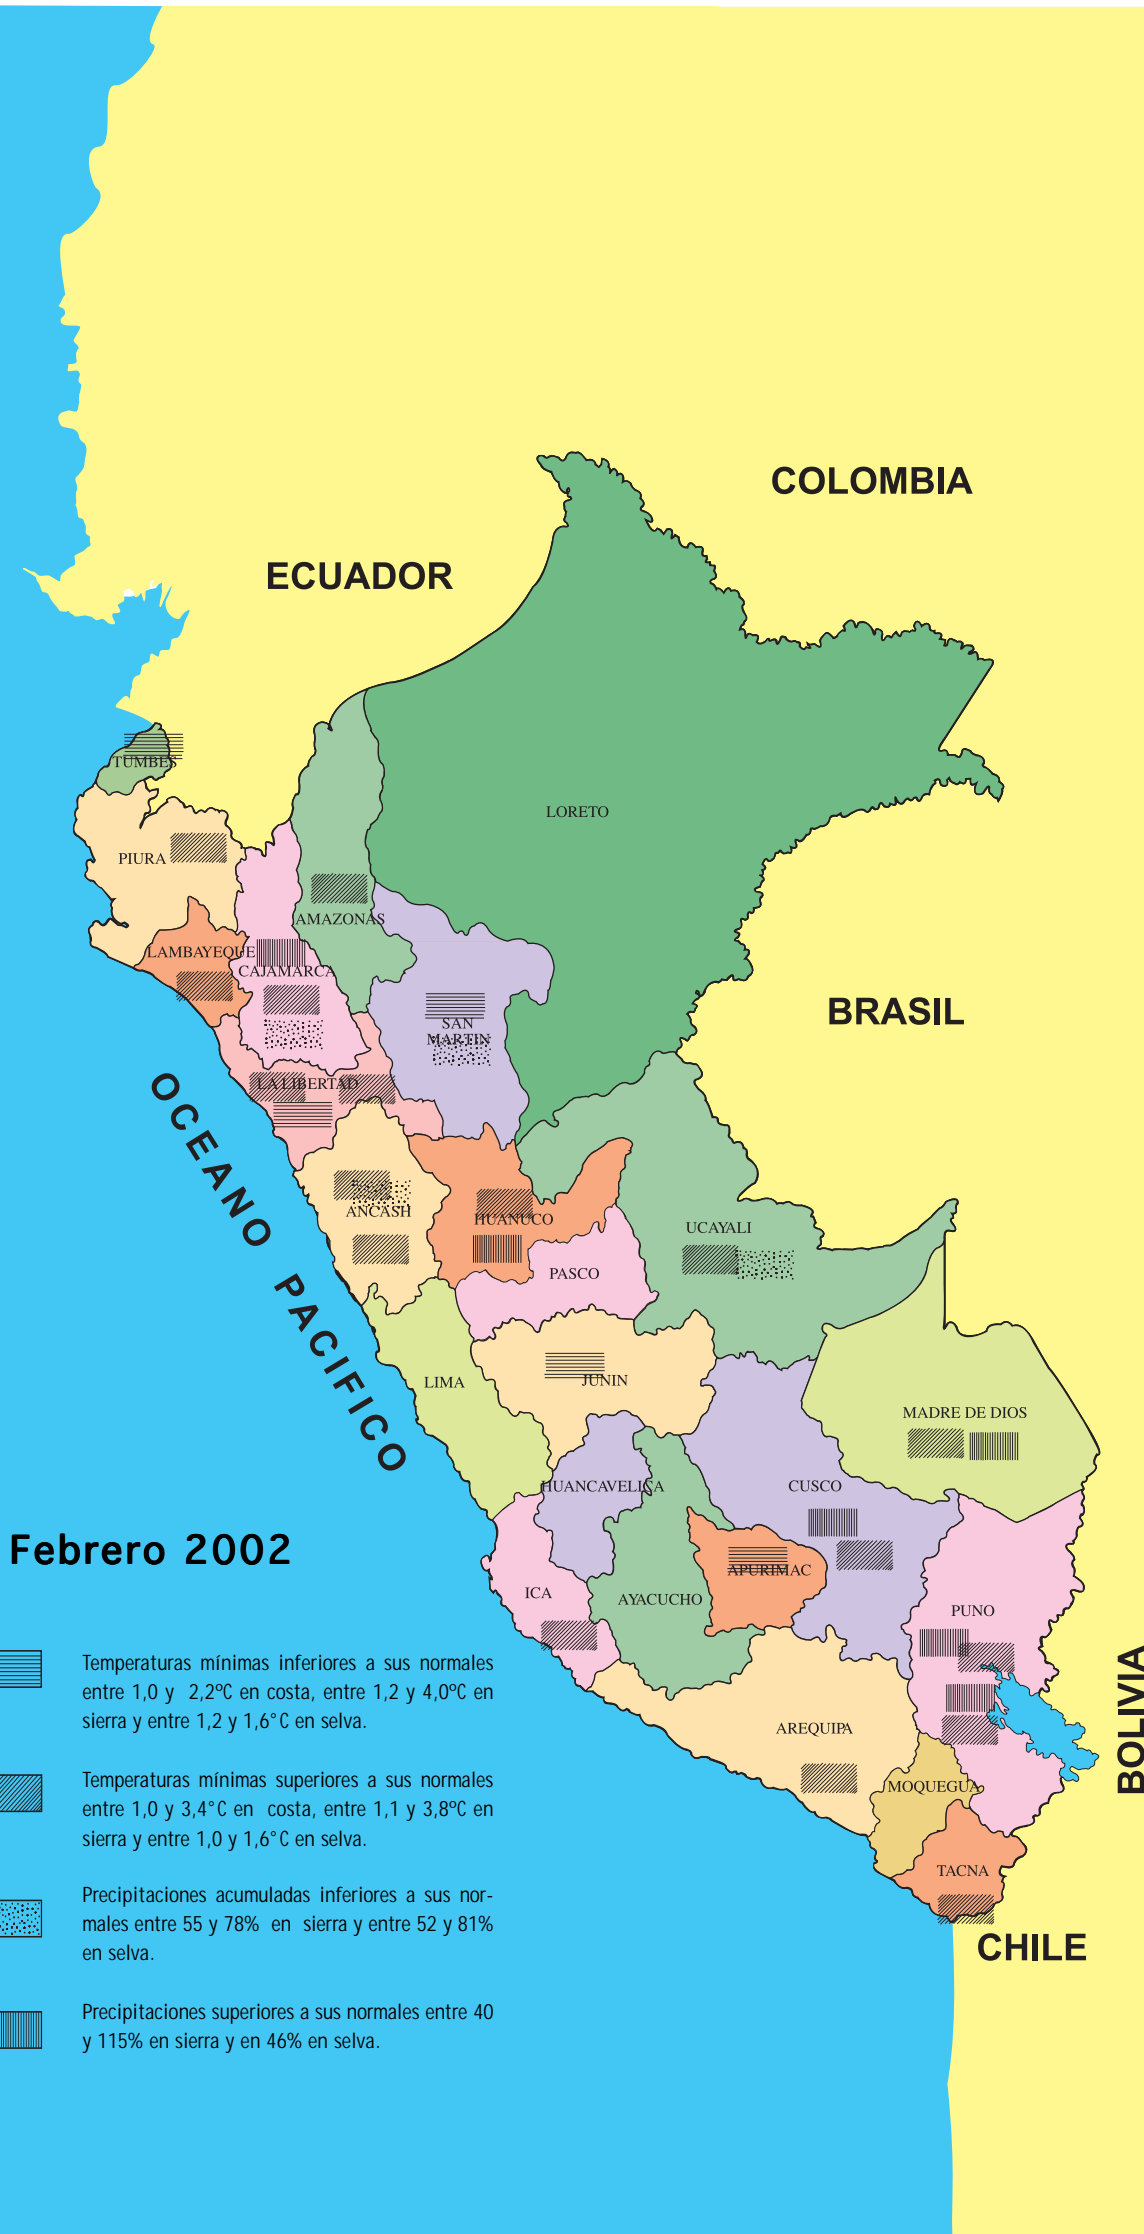 COLOMBIA
ECUADOR
TUMBES
LORETO
PIURA
AMAZONAS
LAMBAYEQUE
CAJAMARCA
BRASIL
SAN
MARTIN
LA LIBERTAD
OCEANO PACIFICO
ANCASH
HUANUCO
UCAYALI
PASCO
LIMA
JUNIN
MADRE DE DIOS
HUANCAVELICA
CUSCO
Febrero 2002
ICA
AYACUCHO
APURIMAC
PUNO
BOLIVIA
AREQUIPA
MOQUEGUA
TACNA
CHILE
Temperaturas mínimas inferiores a sus normales
entre 1,0 y 2,2ºC en costa, entre 1,2 y 4,0ºC en
sierra y entre 1,2 y 1,6°C en selva.
Temperaturas mínimas superiores a sus normales
entre 1,0 y 3,4°C en costa, entre 1,1 y 3,8ºC en
sierra y entre 1,0 y 1,6°C en selva.
Precipitaciones acumuladas inferiores a sus nor-
males entre 55 y 78% en sierra y entre 52 y 81%
en selva.
Precipitaciones superiores a sus normales entre 40
y 115% en sierra y en 46% en selva.